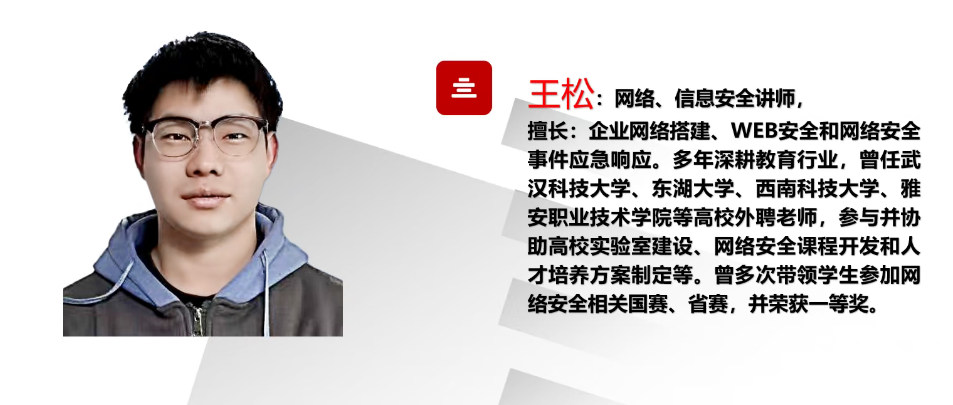 王松：网络、信息安全讲师，
擅长：企业网络搭建、WEB安全和网络安全
事件应急响应。多年深耕教育行业，曾任武
汉科技大学、东湖大学、西南科技大学、雅
安职业技术学院等高校外聘老师，参与并协
助高校实验室建设、网络安全课程开发和人
才培养方案制定等。曾多次带领学生参加网
络安全相关国赛、省赛，并荣获一等奖。